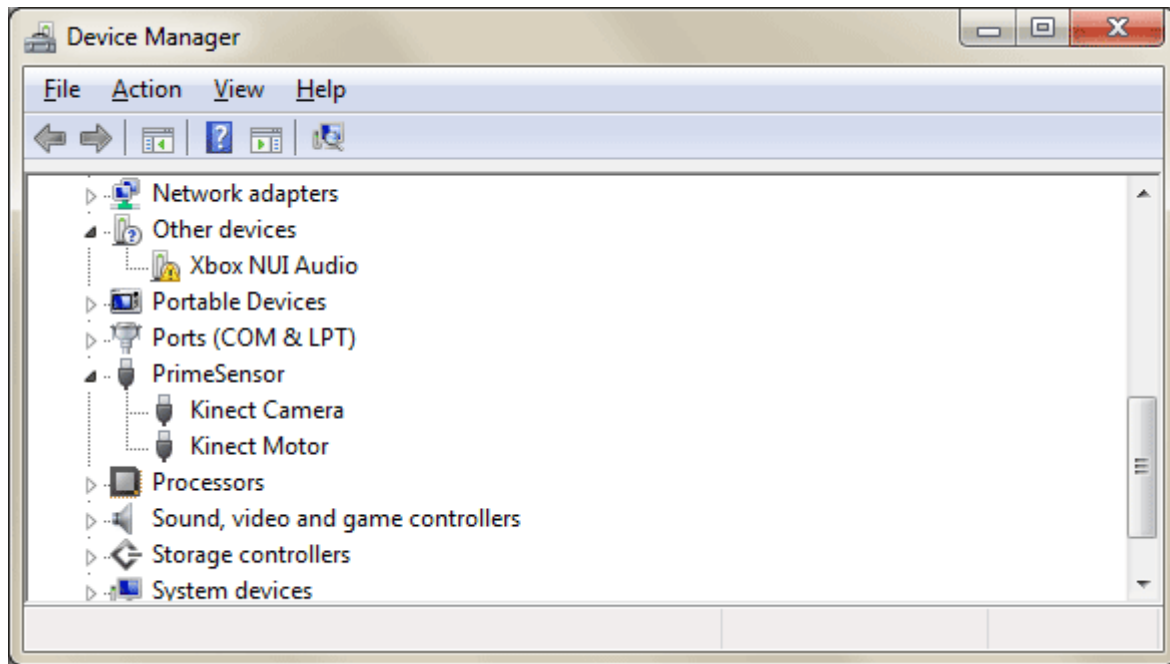 Device Manager
File Action View Help
Network adapters
Other devices
Xbox NUI Audio
Portable Devices
Ports (COM & LPT)
PrimeSensor
Kinect Camera
Kinect Motor
Processors
Sound, video and game controllers
Storage controllers
System devices